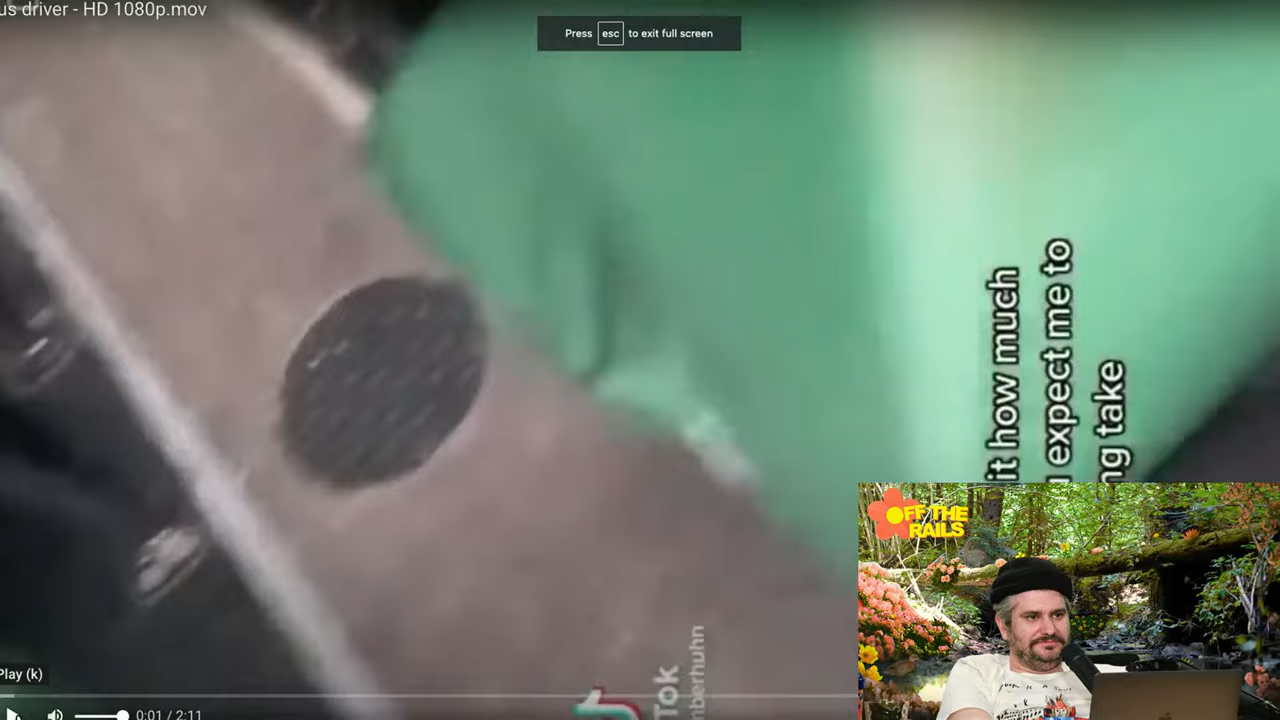 us driver - HD 1080p.mov
Press esc to exit full screen
it how much
expect me to
ng take
OFF THE
RAILS
Play (k)
0:01 / 2:11
Tok
mberhuhn